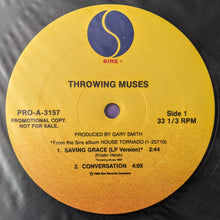 SIRE
THROWING MUSES
PRO-A-3157
PROMOTIONAL COPY.
NOT FOR SALE.
Side 1
33 1/3 RPM
PRODUCED BY GARY SMITH
*From the Sire album HOUSE TORNADO (1-25710)
1. SAVING GRACE (LP Version)* 2:44
(Kristin Hersh)
2. CONVERSATION 4:05